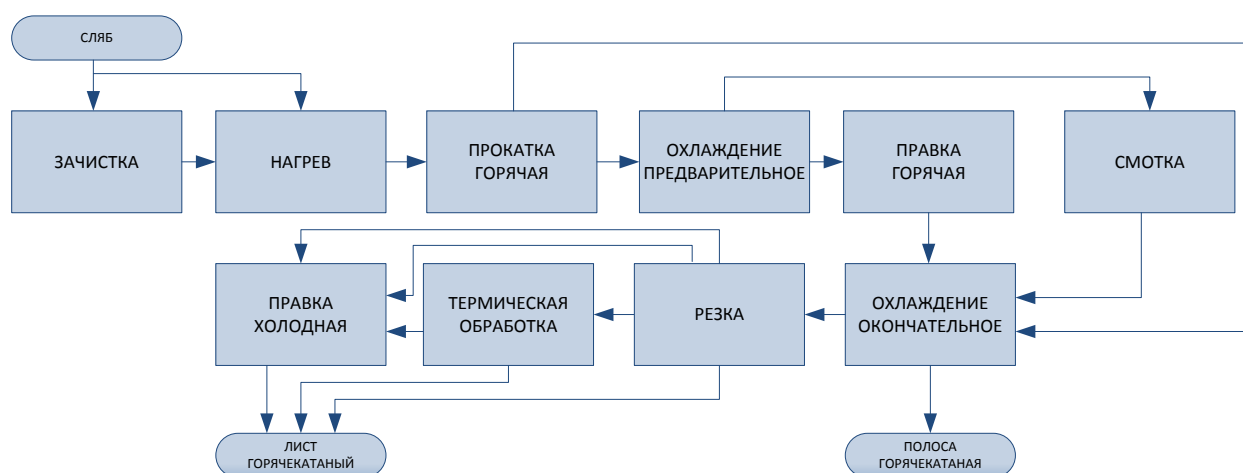 СЛЯБ
ЗАЧИСТКА
НАГРЕВ
ПРОКАТКА
ГОРЯЧАЯ
ОХЛАЖДЕНИЕ
ПРЕДВАРИТЕЛЬНОЕ
ПРАВКА
ГОРЯЧАЯ
СМОТКА
ПРАВКА
ХОЛОДНАЯ
ТЕРМИЧЕСКАЯ
ОБРАБОТКА
РЕЗКА
ОХЛАЖДЕНИЕ
ОКОНЧАТЕЛЬНОЕ
ЛИСТ
ГОРЯЧЕКАТАНЫЙ
ПОЛОСА
ГОРЯЧЕКАТАНАЯ